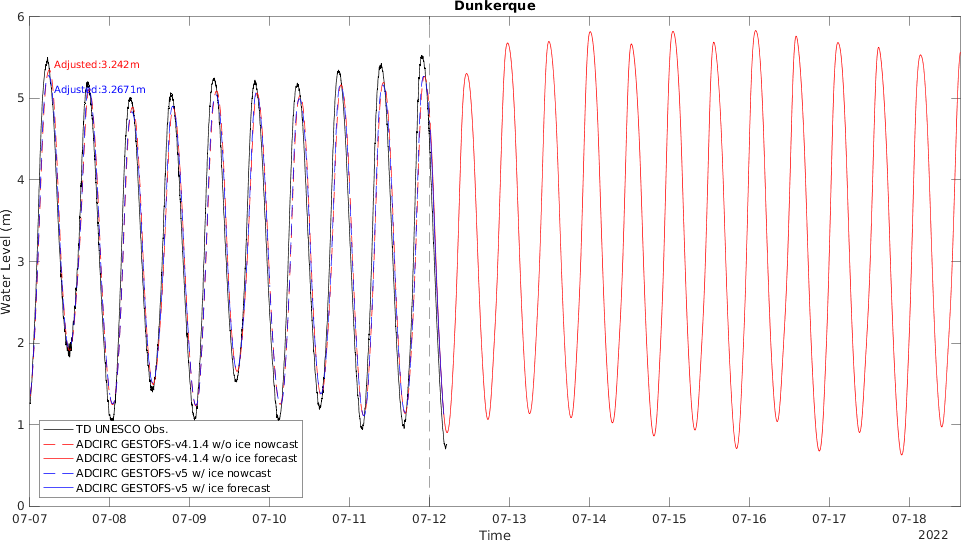 Dunkerque
6
5
4
3
2
1
0
Water Level (m)
Adjusted:3.242m
Adjusted:3.2671m
TD UNESCO Obs.
ADCIRC GESTOFS-v4.1.4 w/o ice nowcast
ADCIRC GESTOFS-v4.1.4 w/o ice forecast
ADCIRC GESTOFS-v5 w/ ice nowcast
ADCIRC GESTOFS-v5 w/ ice forecast
07-07 07-08 07-09 07-10 07-11 07-12 07-13 07-14 07-15 07-16 07-17 07-18
Time
2022